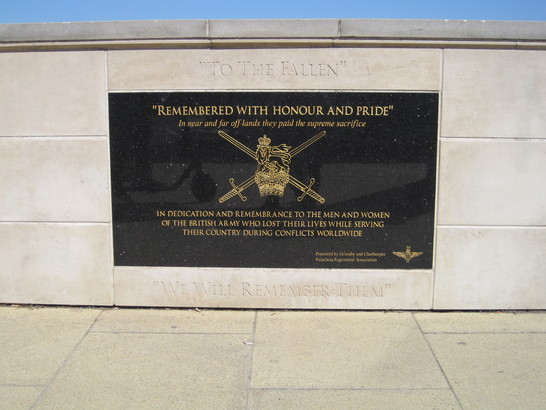 "TO THE FALLEN"
"REMEMBERED WITH HONOUR AND PRIDE"
In near and far off lands they paid the supreme sacrifice
IN DEDICATION AND REMEMBRANCE TO THE MEN AND WOMEN
OF THE BRITISH ARMY WHO LOST THEIR LIVES WHILE SERVING
THEIR COUNTRY DURING CONFLICTS WORLDWIDE
Presented by Grimsby and Cleethorpes
Parachute Regimental Association
"WE WILL REMEMBER THEM"